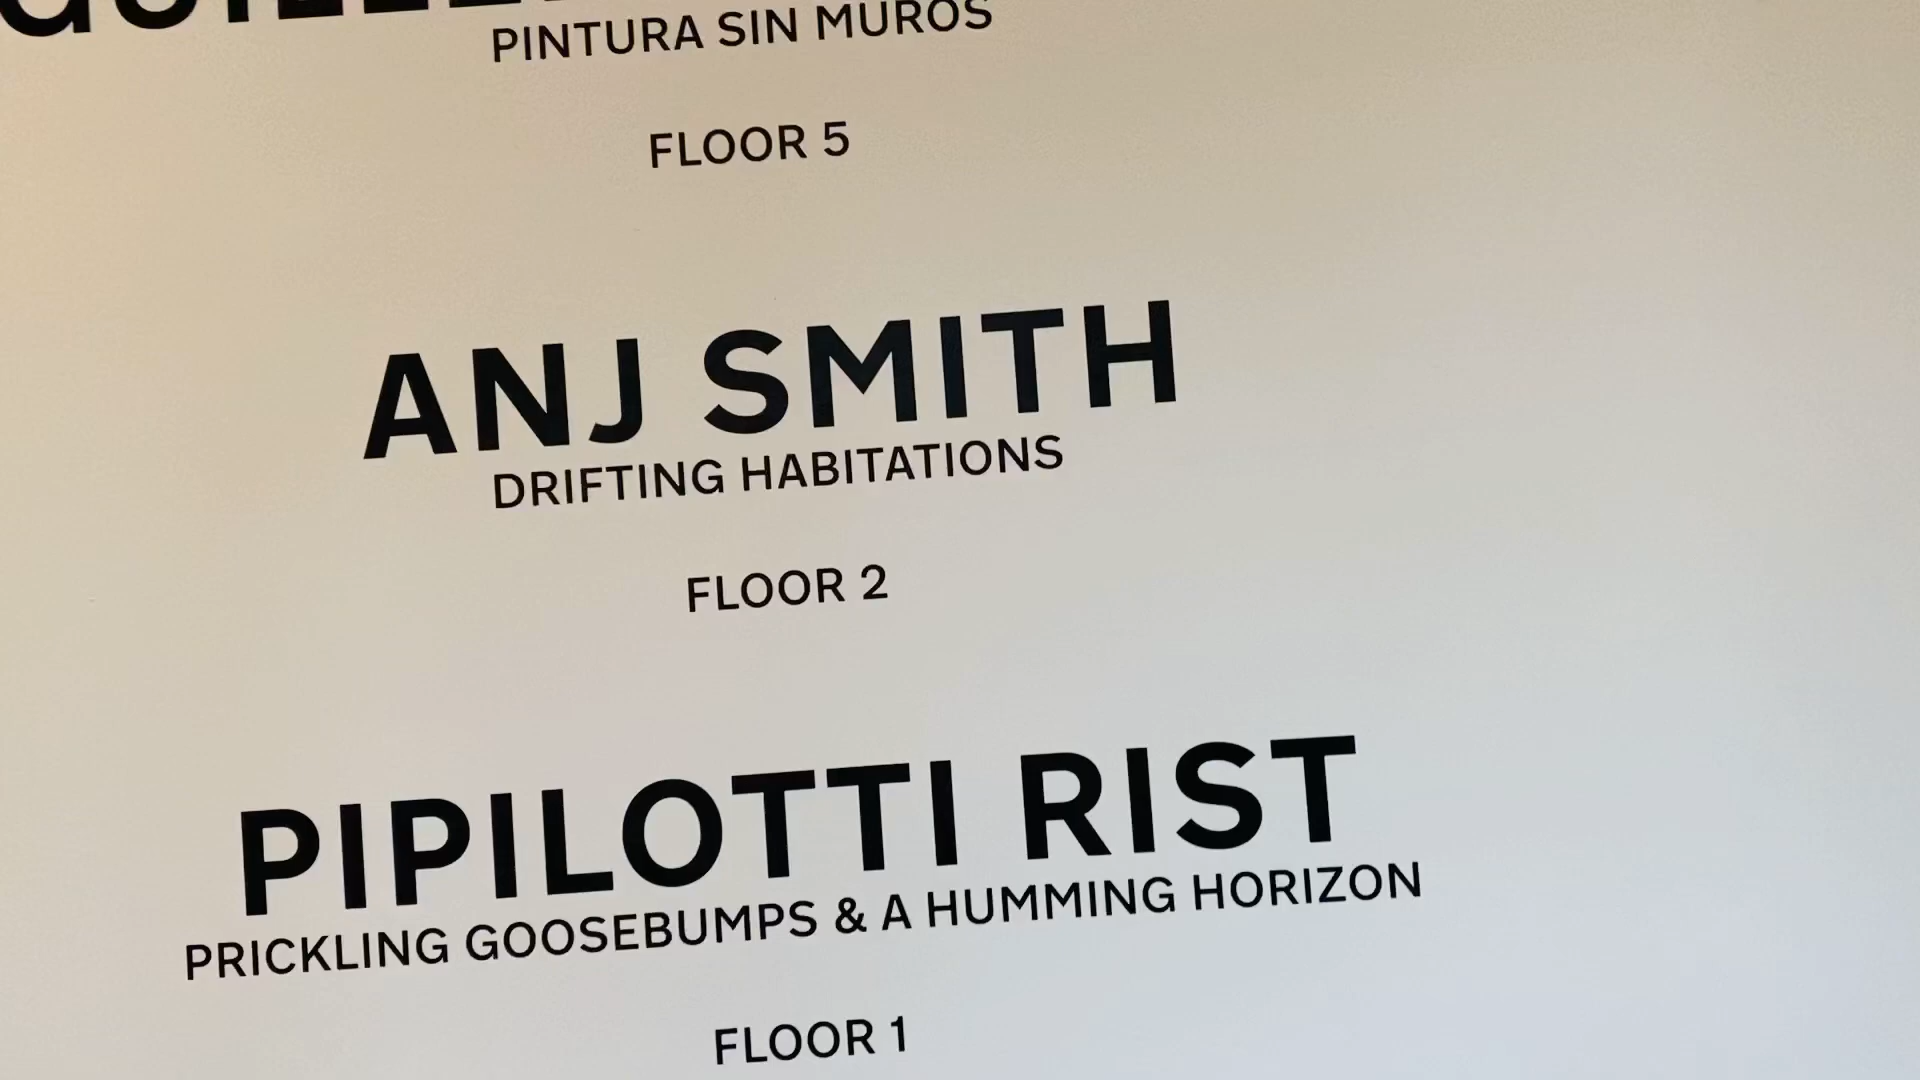 PINTURA SIN MUROS
FLOOR 5
ANJ SMITH
DRIFTING HABITATIONS
FLOOR 2
PIPILOTTI RIST
PRICKLING GOOSEBUMPS & A HUMMING HORIZON
FLOOR 1